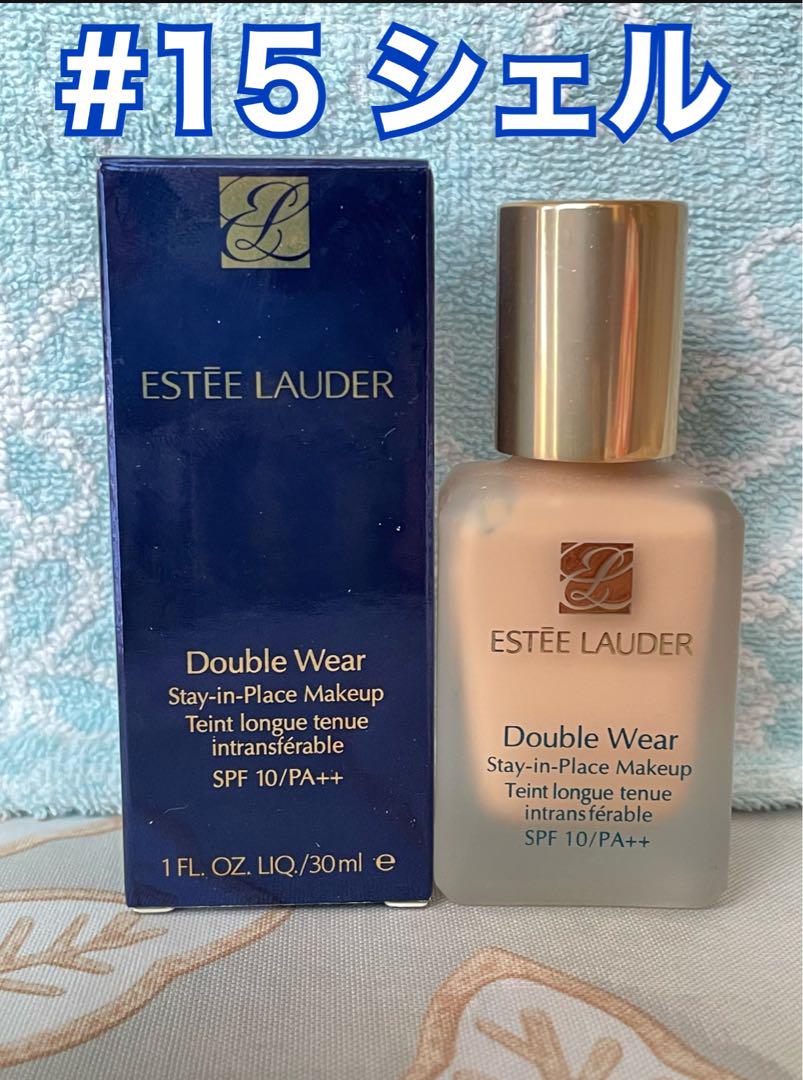 #15 シェル
ESTĒE LAUDER
Double Wear
Stay-in-Place Makeup
Teint longue tenue
intransférable
SPF 10/PA++
1 FL. OZ. LIQ./30ml e
ESTĒE LAUDER
Double Wear
Stay-in-Place Makeup
Teint longue tenue
intransférable
SPF 10/PA++